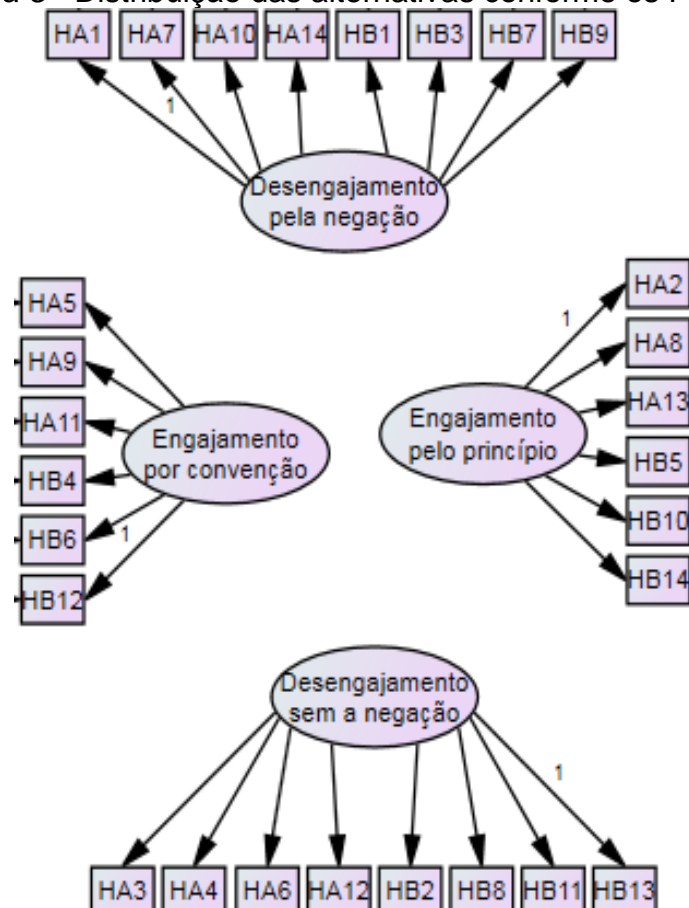 HA1 HA7 HA10 HA14 HB1 HB3 HB7 HB9
1
Desengajamento
pela negação
HA5
HA9
HA11
HB4
HB6
HB12
1
Engajamento
por convenção
Engajamento
pelo princípio
1
HA2
HA8
HA13
HB5
HB10
HB14
Desengajamento
sem a negação
1
HA3 HA4 HA6 HA12 HB2 HB8 HB11 HB13